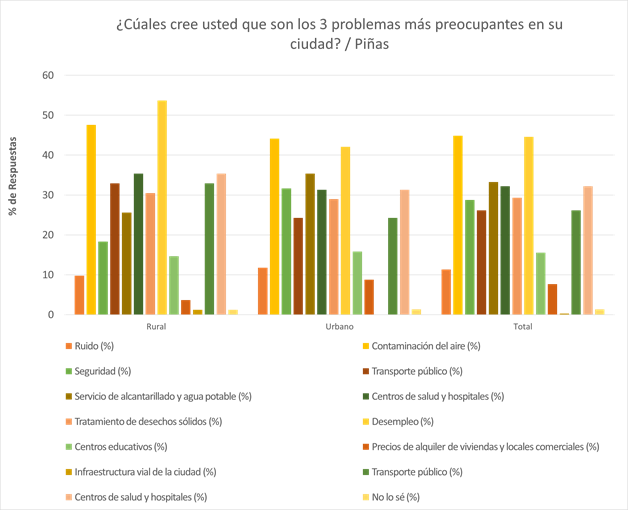 ¿Cúales cree usted que son los 3 problemas más preocupantes en su
ciudad? / Piñas
% de Respuestas
60
50
40
30
20
10
0
Rural
Urbano
Total
Ruido (%)
Contaminación del aire (%)
Seguridad (%)
Transporte público (%)
Servicio de alcantarillado y agua potable (%)
Centros de salud y hospitales (%)
Tratamiento de desechos sólidos (%)
Desempleo (%)
Centros educativos (%)
Precios de alquiler de viviendas y locales comerciales (%)
Infraestructura vial de la ciudad (%)
Transporte público (%)
Centros de salud y hospitales (%)
No lo sé (%)